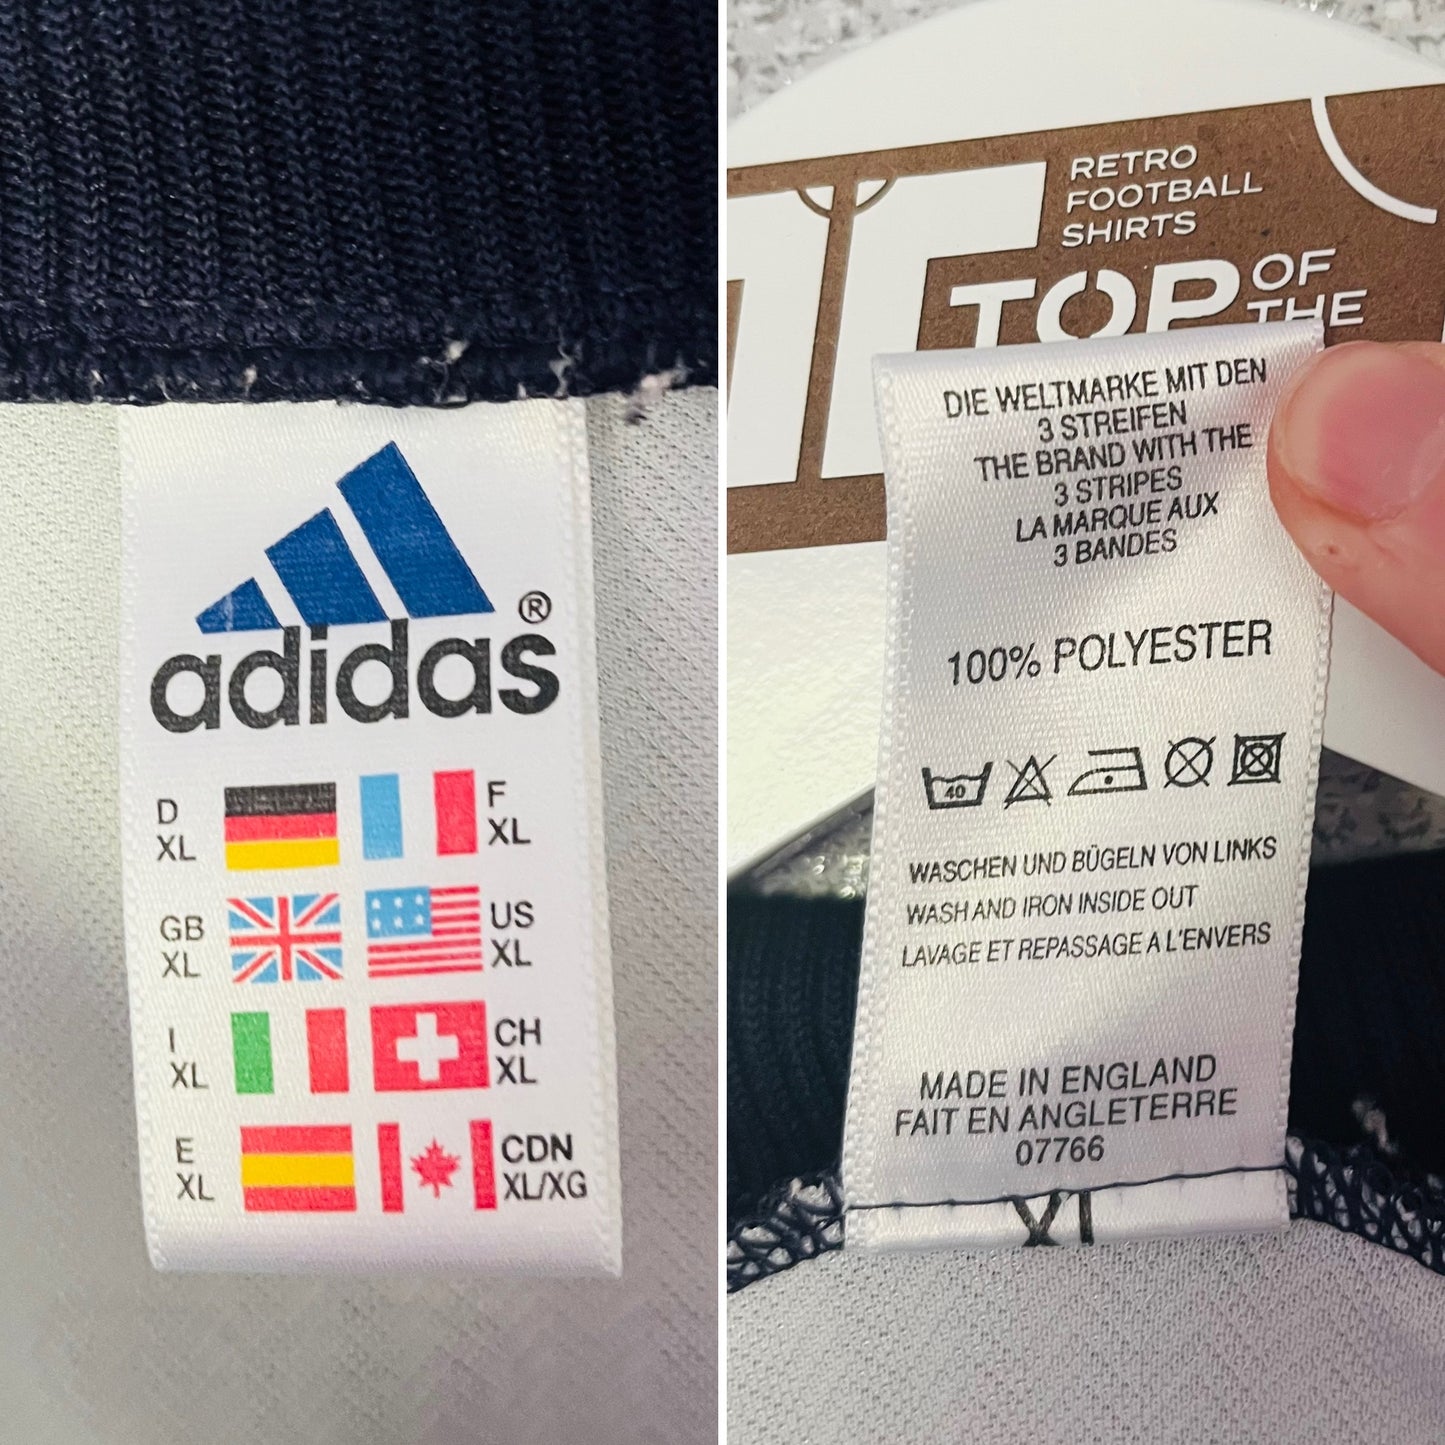 adidas®
D
XL
F
XL
GB
XL
US
XL
I
XL
CH
XL
E
XL
CDN
XL/XG
RETRO
FOOTBALL
SHIRTS
TOP OF
THE
DIE WELTMARKE MIT DEN
3 STREIFEN
THE BRAND WITH THE
3 STRIPES
LA MARQUE AUX
3 BANDES
100% POLYESTER
40
WASCHEN UND BÜGELN VON LINKS
WASH AND IRON INSIDE OUT
LAVAGE ET REPASSAGE A L'ENVERS
MADE IN ENGLAND
FAIT EN ANGLETERRE
07766
XL